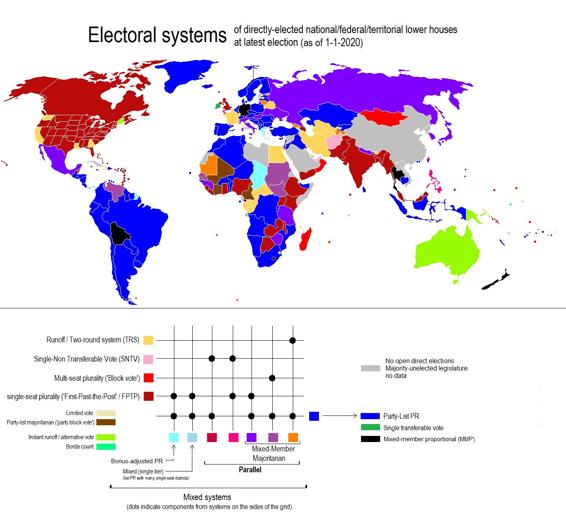 Electoral systems
of directly-elected national/federal/territorial lower houses
at latest election (as of 1-1-2020)
Runoff / Two-round system (TRS)
Single-Non Transferable Vote (SNTV)
Multi-seat plurality ('Block vote')
single-seat plurality ('First-Past-the-Post' / FPTP)
Limited vote
Party-list majoritarian ('party block vote')
Instant runoff / alternative vote
Borda count
Bonus-adjusted PR
Mixed (single-tier)
(list-PR with many single-seat districts)
Mixed-Member
Majoritarian
Parallel
Mixed systems
(dots indicate components from systems on the sides of the grid)
No open direct elections
Majority-unelected legislature
no data
Party-List PR
Single transferable vote
Mixed-member proportional (MMP)